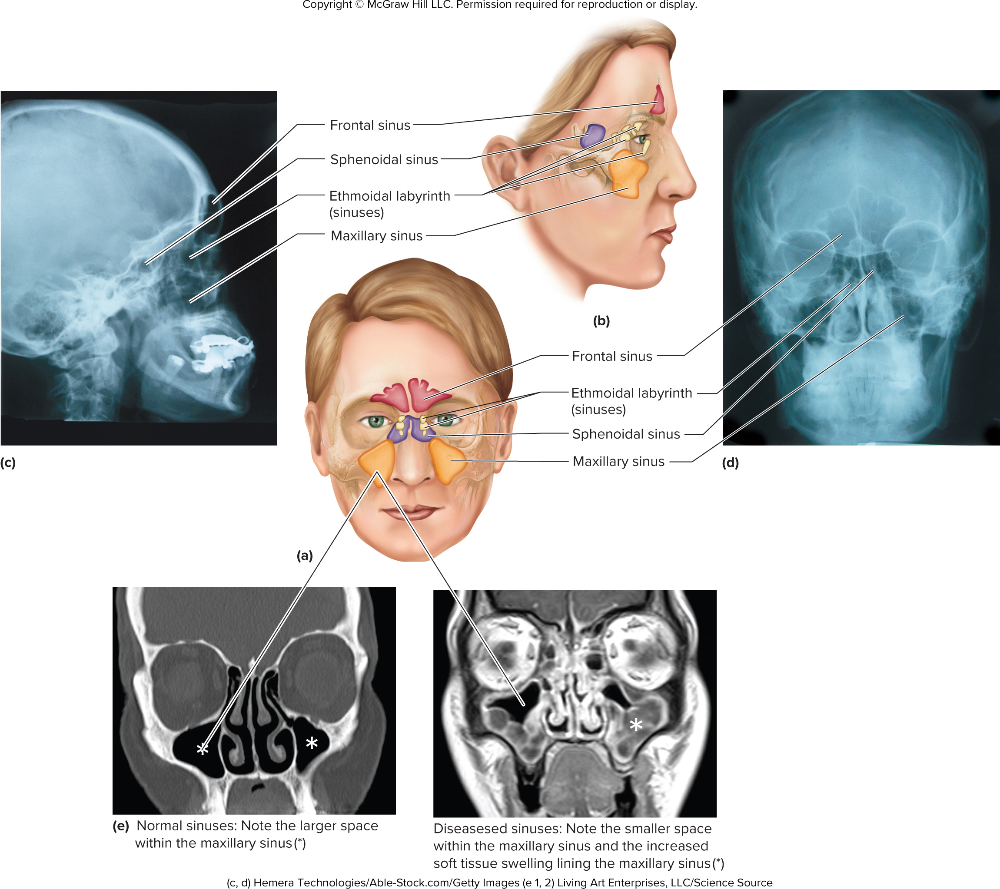 Copyright © McGraw Hill LLC. Permission required for reproduction or display.
Frontal sinus
Sphenoidal sinus
Ethmoidal labyrinth
(sinuses)
Maxillary sinus
(b)
Frontal sinus
Ethmoidal labyrinth
(sinuses)
Sphenoidal sinus
Maxillary sinus
(c)
(d)
(a)
*
*
*
(e) Normal sinuses: Note the larger space
within the maxillary sinus (*)
Diseasesed sinuses: Note the smaller space
within the maxillary sinus and the increased
soft tissue swelling lining the maxillary sinus (*)
(c, d) Hemera Technologies/Able-Stock.com/Getty Images (e 1, 2) Living Art Enterprises, LLC/Science Source